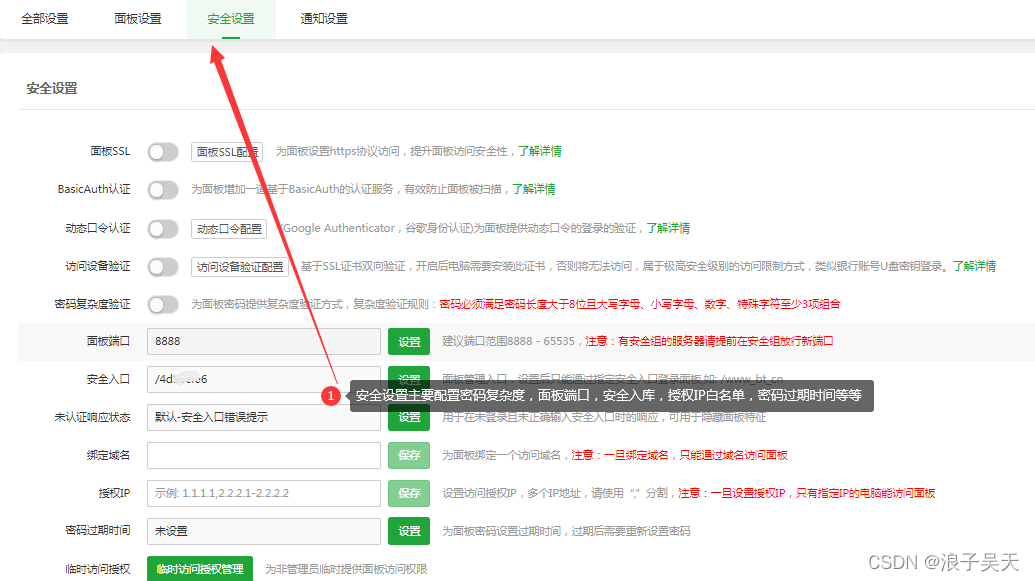 全部设置 面板设置 安全设置 通知设置
安全设置
面板SSL 面板SSL配置 为面板设置https协议访问，提升面板访问安全性，了解详情
BasicAuth认证 为面板增加一道基于BasicAuth的认证服务，有效防止面板被扫描，了解详情
动态口令认证 动态口令配置 (Google Authenticator，谷歌身份认证)为面板提供动态口令的登录的验证，了解详情
访问设备验证 访问设备验证配置 基于SSL证书双向验证，开启后电脑需要安装此证书，否则将无法访问，属于极高安全级别的访问限制方式，类似银行账号U盘密钥登录。了解详情
密码复杂度验证 为面板密码提供复杂度验证方式，复杂度验证规则：密码必须满足密码长度大于8位且大写字母、小写字母、数字、特殊字符至少3项组合
面板端口 8888 设置 建议端口范围8888 - 65535，注意：有安全组的服务器请提前在安全组放行新端口
安全入口 设置 面板管理入口，设置后只能通过指定安全入口登录面板,如: /www_bt_cn
1 安全设置主要配置密码复杂度，面板端口，安全入库，授权IP白名单，密码过期时间等等
未认证响应状态 默认-安全入口错误提示 设置 用于在未登录且未正确输入安全入口时的响应，可用于隐藏面板特征
绑定域名 保存 为面板绑定一个访问域名，注意：一旦绑定域名，只能通过域名访问面板
授权IP 示例: 1.1.1.1,2.2.2.1-2.2.2.2 保存 设置访问授权IP，多个IP地址，请使用“,”分割，注意：一旦设置授权IP，只有指定IP的电脑能访问面板
密码过期时间 未设置 设置 为面板密码设置过期时间，过期后需要重新设置密码
临时访问授权 临时访问授权管理 为非管理员临时提供面板访问权限
CSDN @浪子吴天